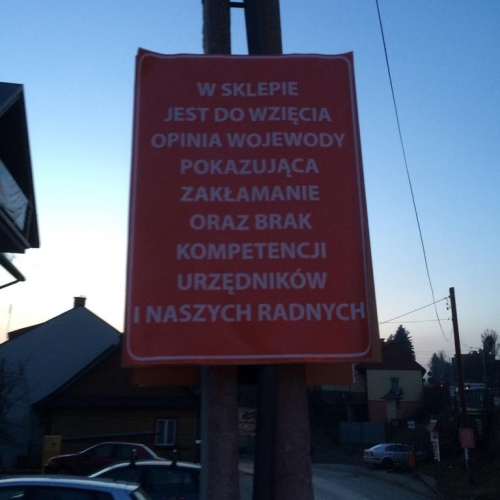 W SKLEPIE
JEST DO WZIĘCIA
OPINIA WOJEWODY
POKAZUJĄCA
ZAKŁAMANIE
ORAZ BRAK
KOMPETENCJI
URZĘDNIKÓW
I NASZYCH RADNYCH